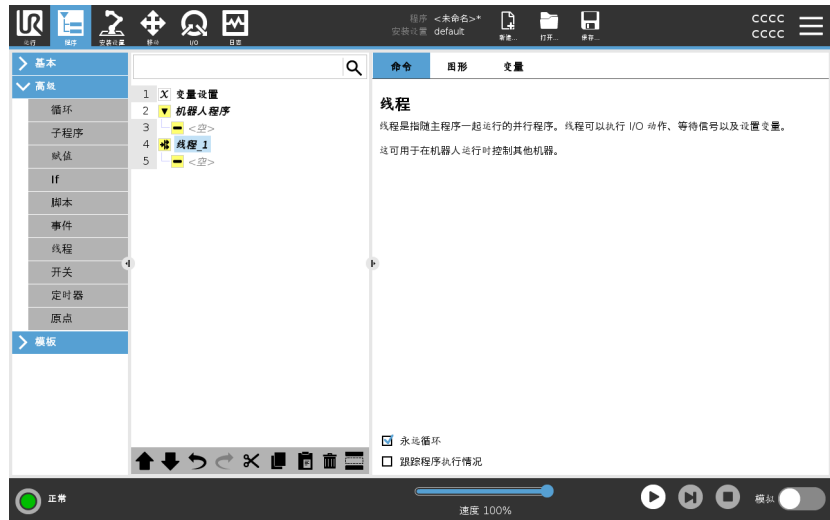 程序 <未命名>*
安装设置 default
新建...
打开...
保存...
cccc
cccc
运行
程序
安装设置
移动
I/O
日志
基本
高级
循环
子程序
赋值
If
脚本
事件
线程
开关
定时器
原点
模板
1 X 变量设置
2 机器人程序
3 <空>
4 线程_1
5 <空>
命令 图形 变量
线程
线程是指随主程序一起运行的并行程序。线程可以执行 I/O 动作、等待信号以及设置变量。
这可用于在机器人运行时控制其他机器。
永远循环
跟踪程序执行情况
正常
速度 100%
模拟